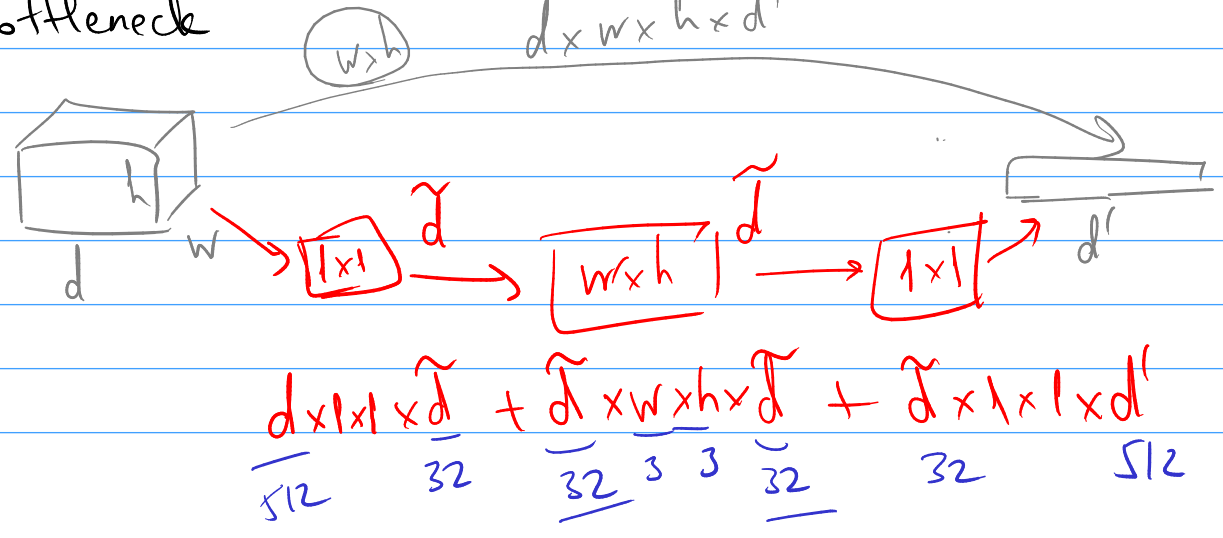 ottleneck
w×h d×w×h×d'
h
d w d'
1×1 d̃ w×h d̃ 1×1
d×1×1×d̃ + d̃×w×h×d̃ + d̃×1×1×d'
512 32 32 3 3 32 32 512